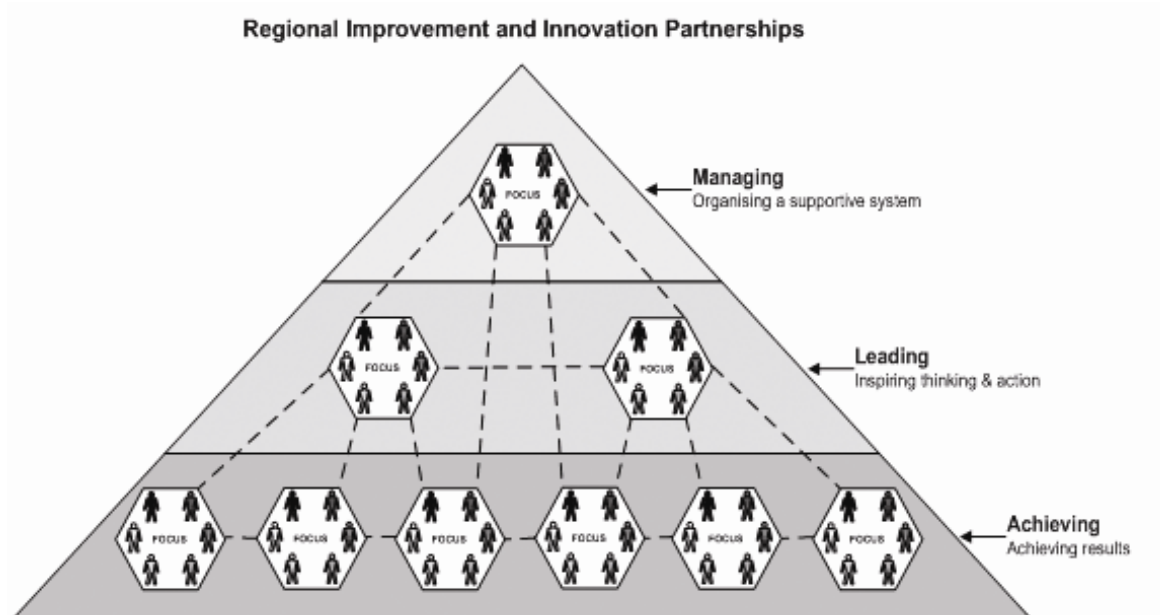 Regional Improvement and Innovation Partnerships
FOCUS
Managing
Organising a supportive system
FOCUS
FOCUS
Leading
Inspiring thinking & action
FOCUS
FOCUS
FOCUS
FOCUS
FOCUS
FOCUS
Achieving
Achieving results